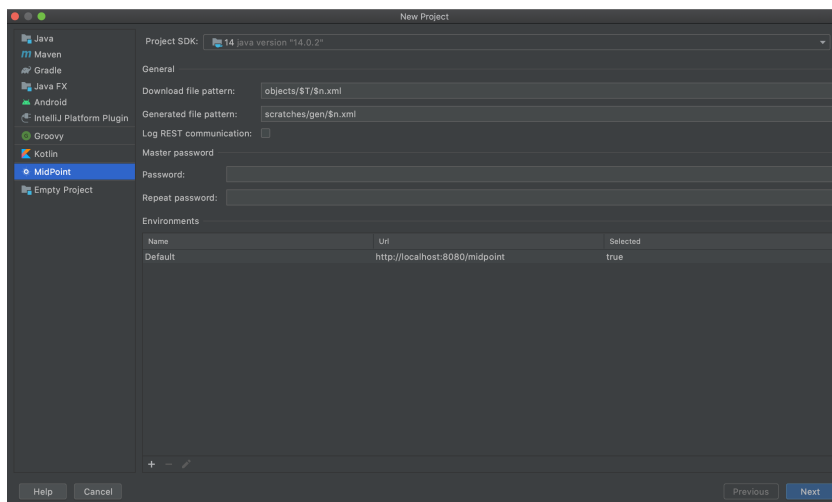 New Project
Java
Maven
Gradle
Java FX
Android
IntelliJ Platform Plugin
Groovy
Kotlin
MidPoint
Empty Project
Project SDK: 14 java version "14.0.2"
General
Download file pattern: objects/$T/$n.xml
Generated file pattern: scratches/gen/$n.xml
Log REST communication:
Master password
Password:
Repeat password:
Environments
Name Url Selected
Default http://localhost:8080/midpoint true
Help Cancel Previous Next